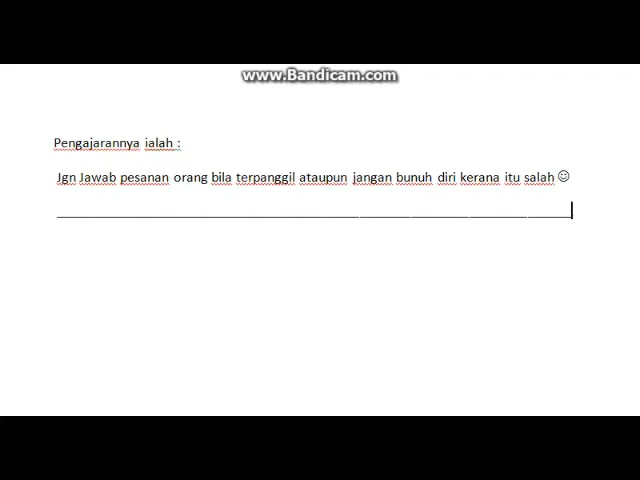 www.Bandicam.com
Pengajarannya ialah :
Jgn Jawab pesanan orang bila terpanggil ataupun jangan bunuh diri kerana itu salah ☺